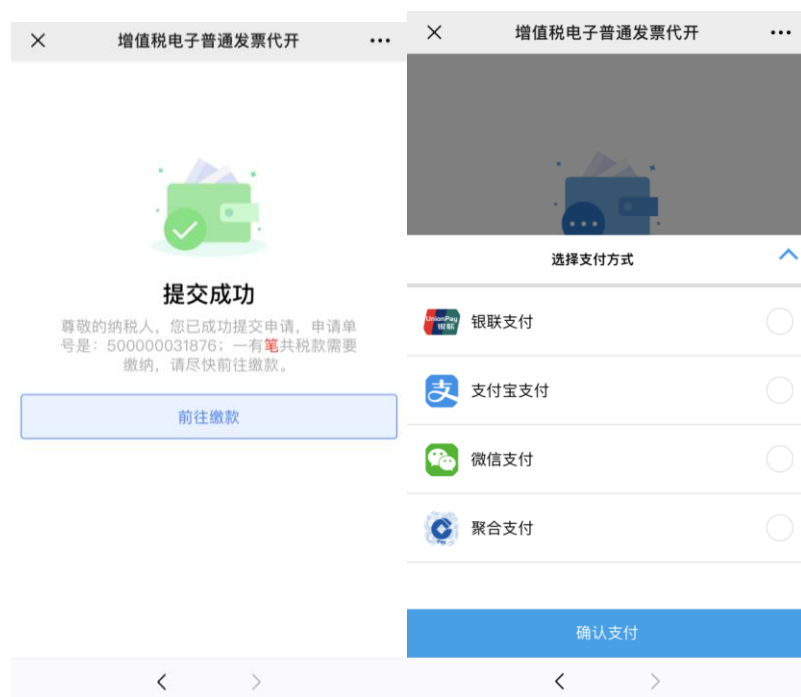 增值税电子普通发票代开
提交成功
尊敬的纳税人，您已成功提交申请，申请单
号是：500000031876；一有笔共税款需要
缴纳，请尽快前往缴款。
前往缴款
增值税电子普通发票代开
选择支付方式
UnionPay
银联
银联支付
支
支付宝支付
微信支付
Pay
聚合支付
确认支付